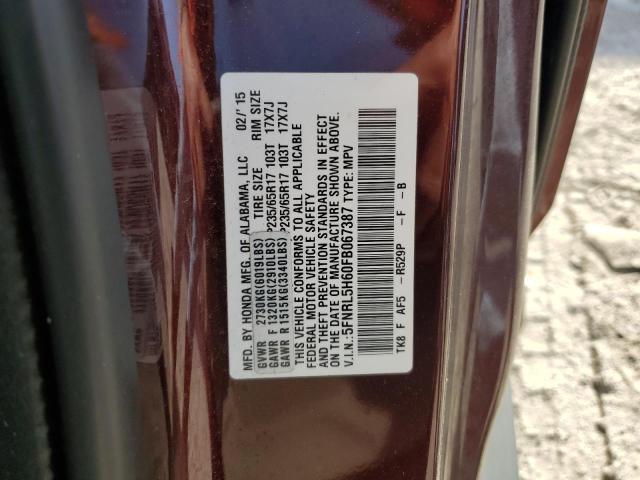 MFD. BY HONDA MFG. OF ALABAMA, LLC 02/'15
TIRE SIZE RIM SIZE
GVWR 2730KG(6019LBS)
GAWR F 1320KG(2910LBS) P235/65R17 103T 17X7J
GAWR R 1515KG(3340LBS) P235/65R17 103T 17X7J
THIS VEHICLE CONFORMS TO ALL APPLICABLE
FEDERAL MOTOR VEHICLE SAFETY
AND THEFT PREVENTION STANDARDS IN EFFECT
ON THE DATE OF MANUFACTURE SHOWN ABOVE.
V.I.N.: 5FNRL5H60FB067387 TYPE: MPV
TK8 F AF5 - R529P - F - B